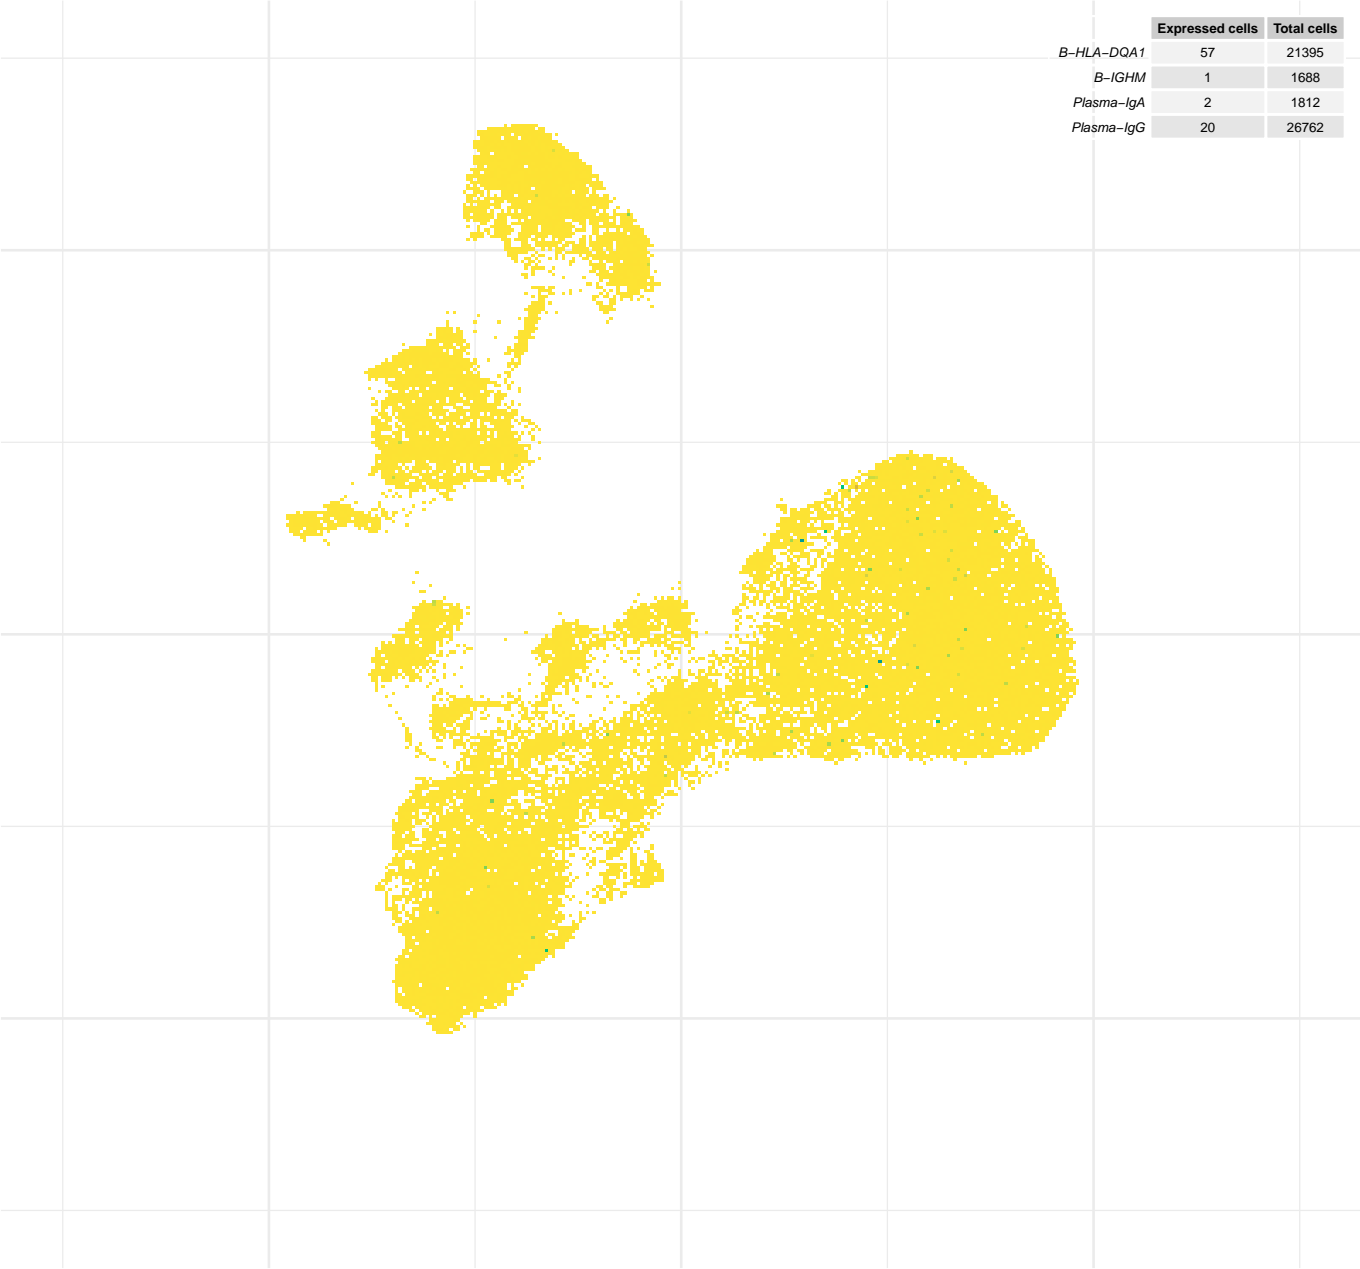 Expressed cells Total cells
B−HLA−DQA1 57 21395
B−IGHM 1 1688
Plasma−IgA 2 1812
Plasma−IgG 20 26762